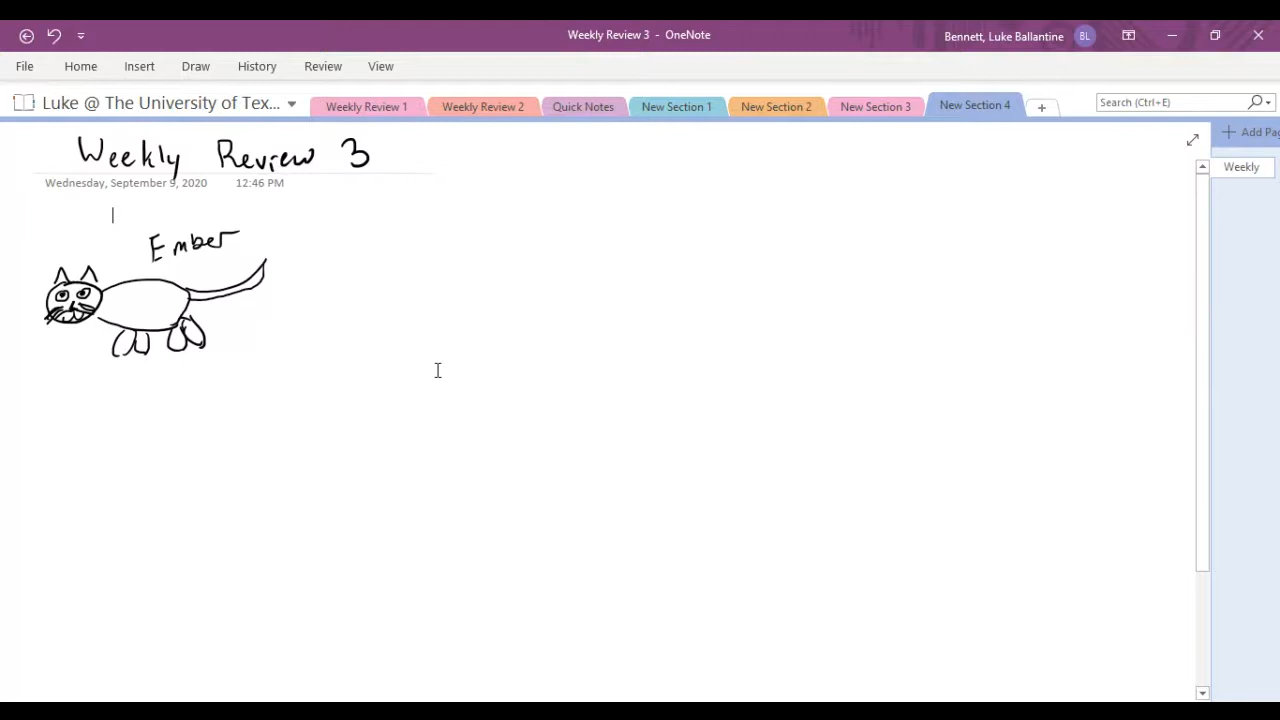 Weekly Review 3 - OneNote
Bennett, Luke Ballantine BL
File Home Insert Draw History Review View
Luke @ The University of Tex... Weekly Review 1 Weekly Review 2 Quick Notes New Section 1 New Section 2 New Section 3 New Section 4 Search (Ctrl+E)
Add Pag
Weekly
Weekly Review 3
Wednesday, September 9, 2020 12:46 PM
Ember